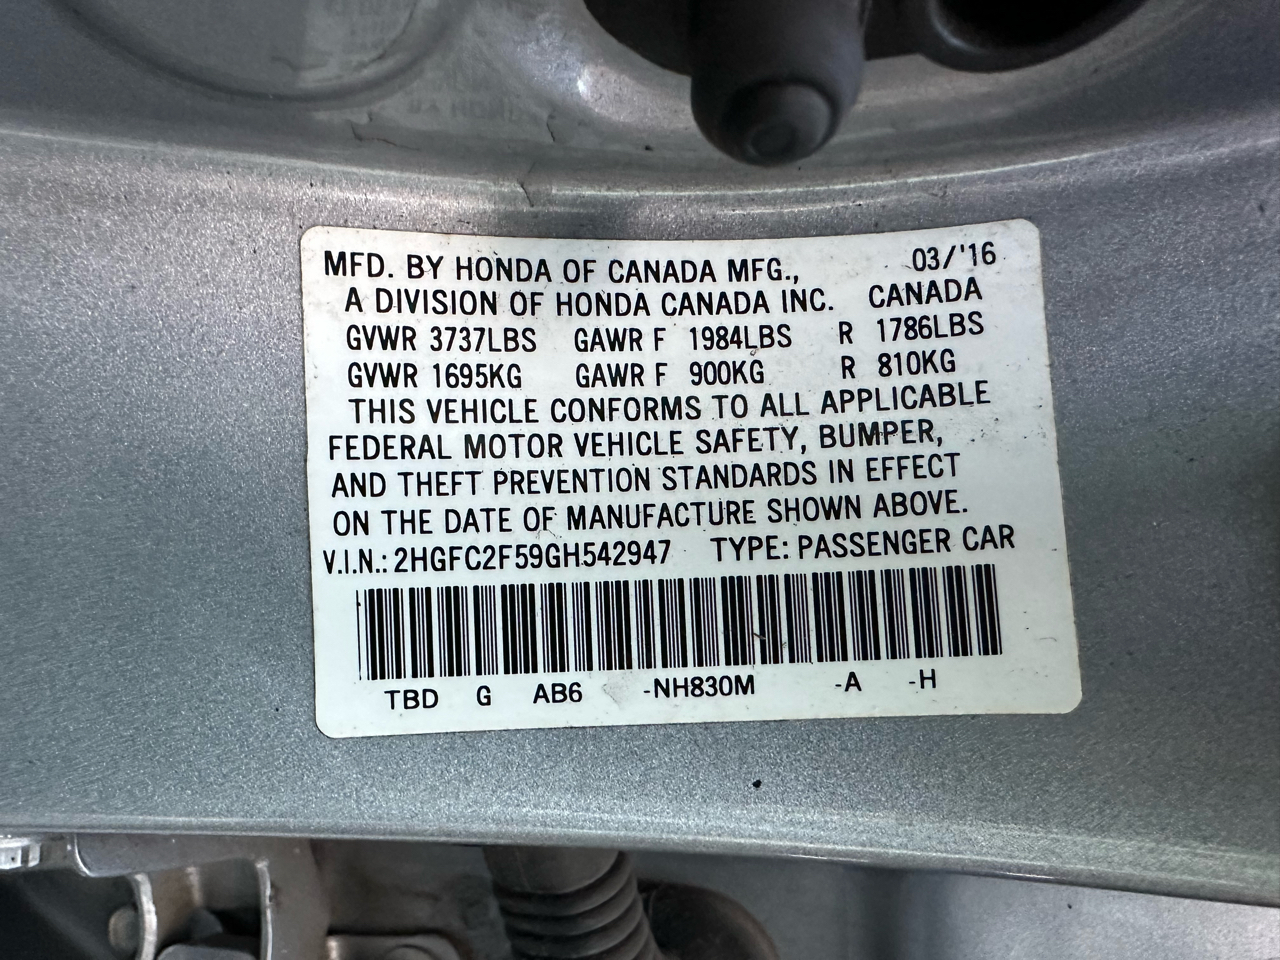 MFD. BY HONDA OF CANADA MFG., 03/'16
A DIVISION OF HONDA CANADA INC. CANADA
GVWR 3737LBS GAWR F 1984LBS R 1786LBS
GVWR 1695KG GAWR F 900KG R 810KG
THIS VEHICLE CONFORMS TO ALL APPLICABLE
FEDERAL MOTOR VEHICLE SAFETY, BUMPER,
AND THEFT PREVENTION STANDARDS IN EFFECT
ON THE DATE OF MANUFACTURE SHOWN ABOVE.
V.I.N.: 2HGFC2F59GH542947 TYPE: PASSENGER CAR
TBD G AB6 -NH830M -A -H